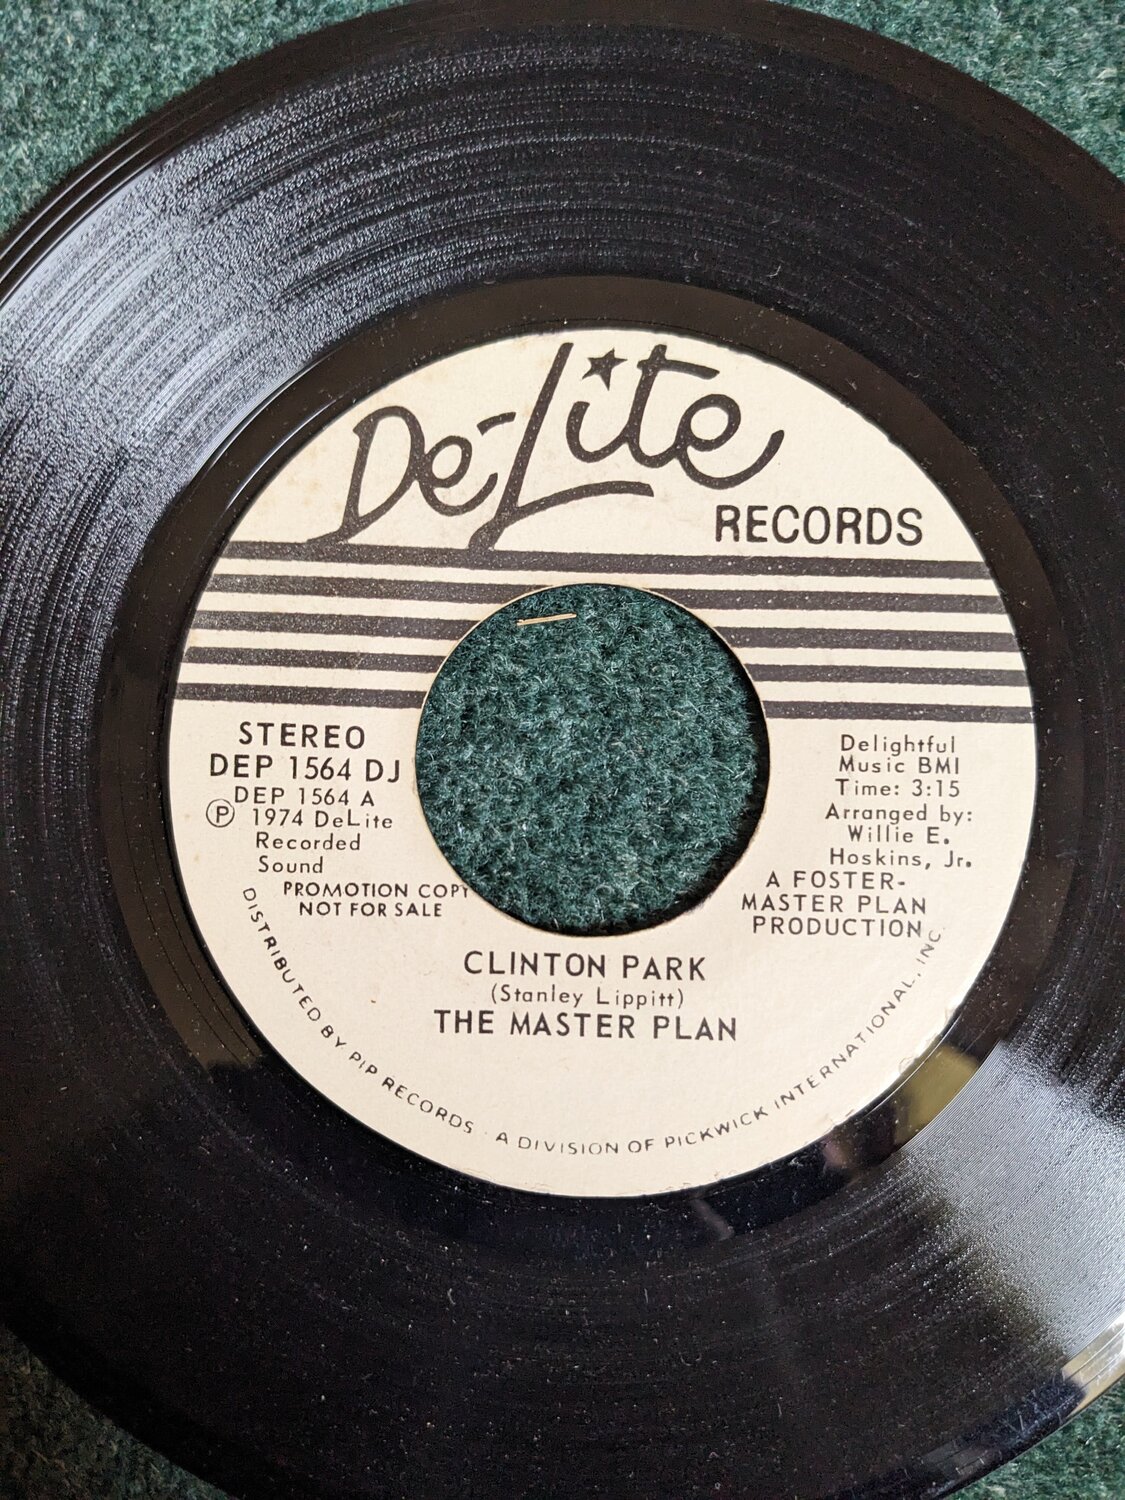 De-Lite
RECORDS
STEREO
DEP 1564 DJ
DEP 1564 A
Ⓟ 1974 DeLite
Recorded
Sound
PROMOTION COPY
NOT FOR SALE
Delightful
Music BMI
Time: 3:15
Arranged by:
Willie E.
Hoskins, Jr.
A FOSTER-
MASTER PLAN
PRODUCTION
CLINTON PARK
(Stanley Lippitt)
THE MASTER PLAN
DISTRIBUTED BY PIP RECORDS · A DIVISION OF PICKWICK INTERNATIONAL, INC.